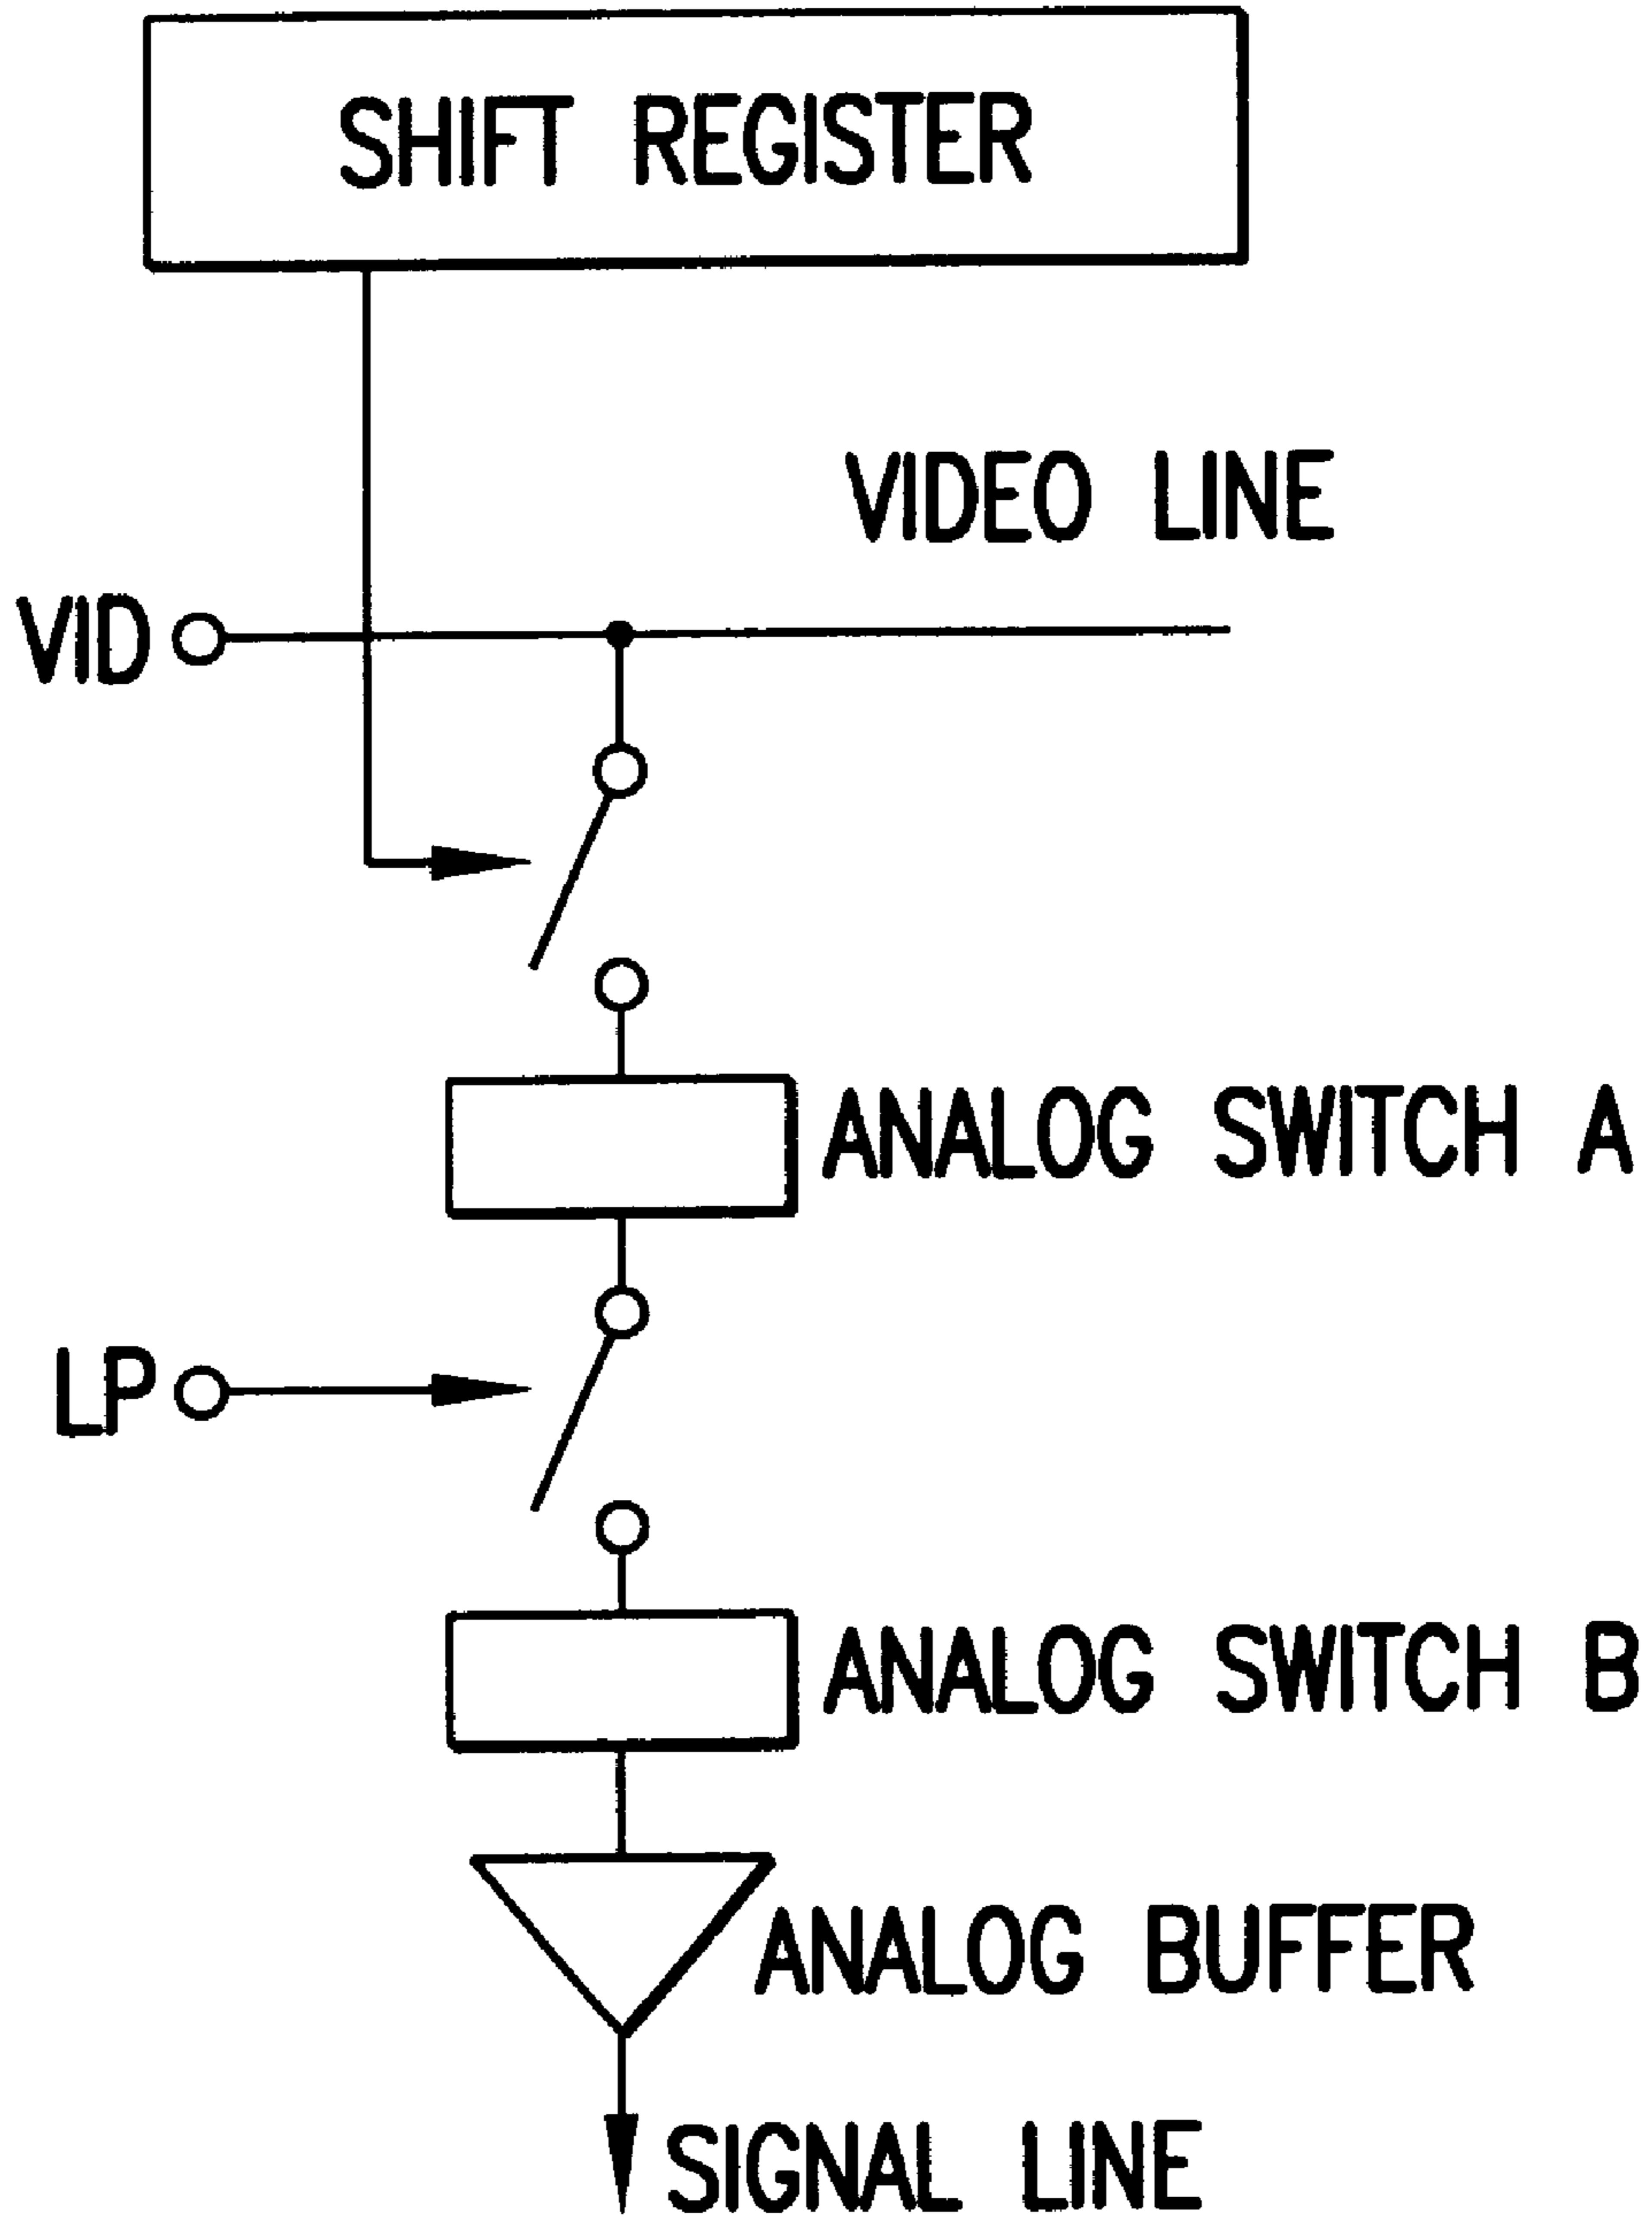 SHIFT REGISTER
VIDEO LINE
VID
ANALOG SWITCH A
LP
ANALOG SWITCH B
ANALOG BUFFER
SIGNAL LINE